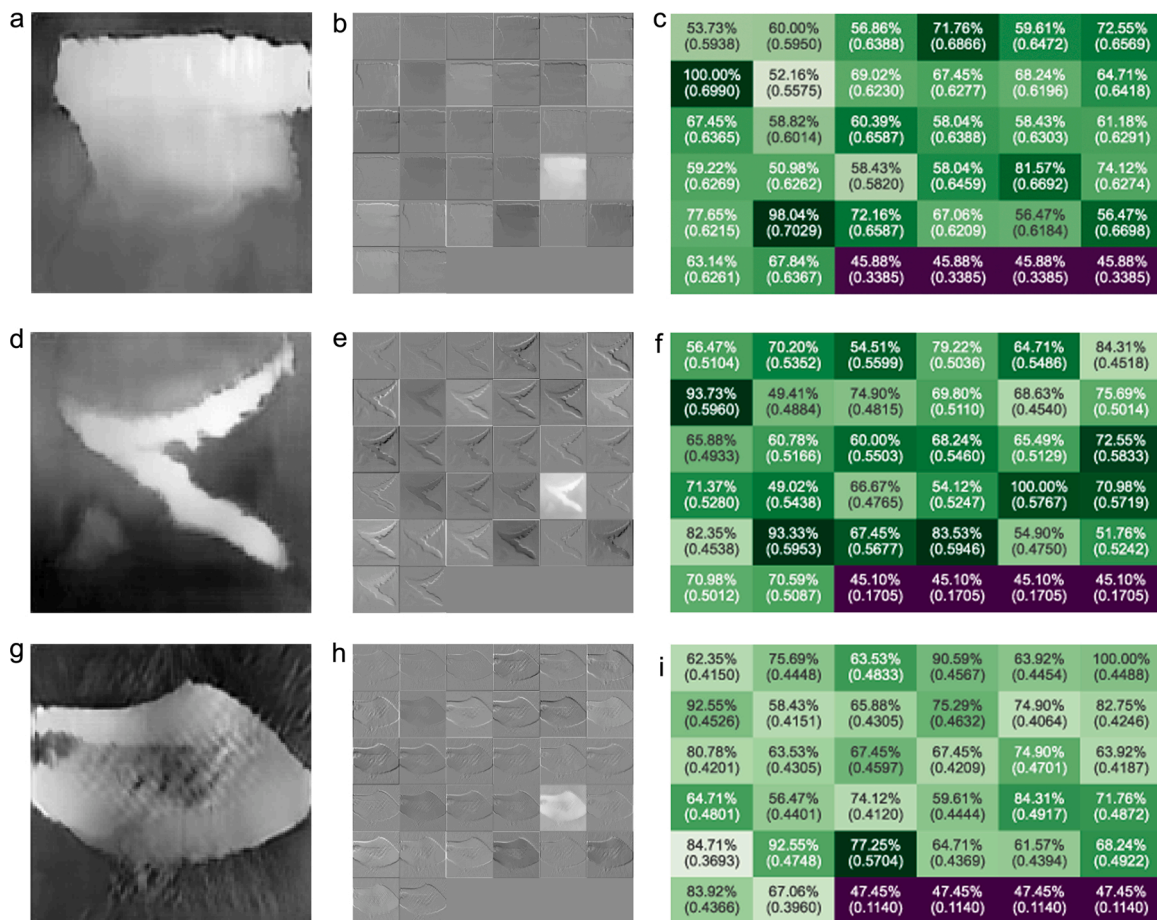 a
b
c
53.73% 60.00% 56.86% 71.76% 59.61% 72.55%
(0.5938) (0.5950) (0.6388) (0.6866) (0.6472) (0.6569)
100.00% 52.16% 69.02% 67.45% 68.24% 64.71%
(0.6990) (0.5575) (0.6230) (0.6277) (0.6196) (0.6418)
67.45% 58.82% 60.39% 58.04% 58.43% 61.18%
(0.6365) (0.6014) (0.6587) (0.6388) (0.6303) (0.6291)
59.22% 50.98% 58.43% 58.04% 81.57% 74.12%
(0.6269) (0.6262) (0.5820) (0.6459) (0.6692) (0.6274)
77.65% 98.04% 72.16% 67.06% 56.47% 56.47%
(0.6215) (0.7029) (0.6587) (0.6209) (0.6184) (0.6698)
63.14% 67.84% 45.88% 45.88% 45.88% 45.88%
(0.6261) (0.6367) (0.3385) (0.3385) (0.3385) (0.3385)
d
e
f
56.47% 70.20% 54.51% 79.22% 64.71% 84.31%
(0.5104) (0.5352) (0.5599) (0.5036) (0.5486) (0.4518)
93.73% 49.41% 74.90% 69.80% 68.63% 75.69%
(0.5960) (0.4884) (0.4815) (0.5110) (0.4540) (0.5014)
65.88% 60.78% 60.00% 68.24% 65.49% 72.55%
(0.4933) (0.5166) (0.5503) (0.5460) (0.5129) (0.5833)
71.37% 49.02% 66.67% 54.12% 100.00% 70.98%
(0.5280) (0.5438) (0.4765) (0.5247) (0.5767) (0.5719)
82.35% 93.33% 67.45% 83.53% 54.90% 51.76%
(0.4538) (0.5953) (0.5677) (0.5946) (0.4750) (0.5242)
70.98% 70.59% 45.10% 45.10% 45.10% 45.10%
(0.5012) (0.5087) (0.1705) (0.1705) (0.1705) (0.1705)
g
h
i
62.35% 75.69% 63.53% 90.59% 63.92% 100.00%
(0.4150) (0.4448) (0.4833) (0.4567) (0.4454) (0.4488)
92.55% 58.43% 65.88% 75.29% 74.90% 82.75%
(0.4526) (0.4151) (0.4305) (0.4632) (0.4064) (0.4246)
80.78% 63.53% 67.45% 67.45% 74.90% 63.92%
(0.4201) (0.4305) (0.4597) (0.4209) (0.4701) (0.4187)
64.71% 56.47% 74.12% 59.61% 84.31% 71.76%
(0.4801) (0.4401) (0.4120) (0.4444) (0.4917) (0.4872)
84.71% 92.55% 77.25% 64.71% 61.57% 68.24%
(0.3693) (0.4748) (0.5704) (0.4369) (0.4394) (0.4922)
83.92% 67.06% 47.45% 47.45% 47.45% 47.45%
(0.4366) (0.3960) (0.1140) (0.1140) (0.1140) (0.1140)